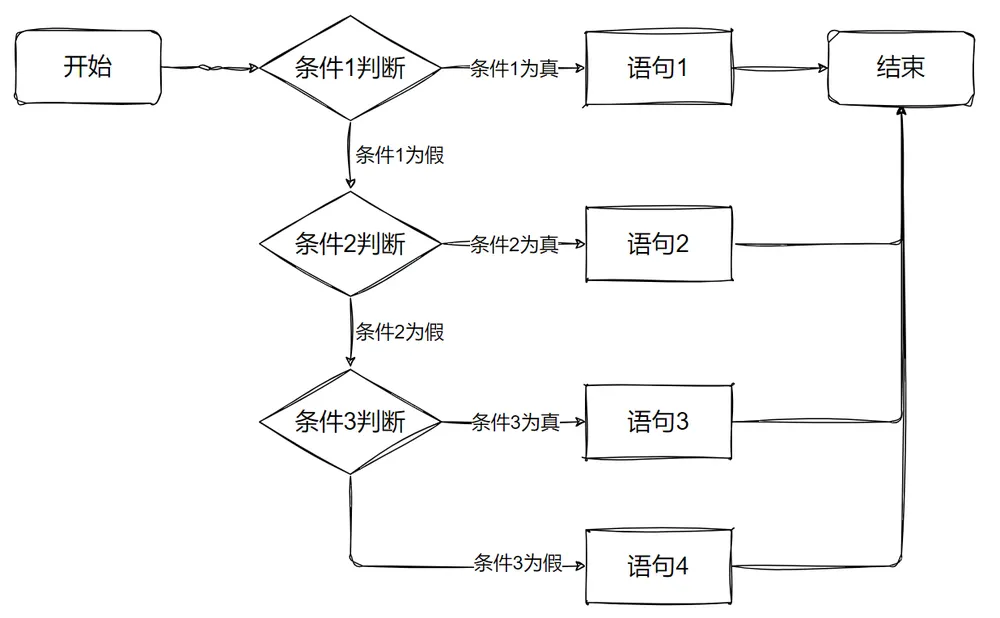 开始
条件1判断
条件1为真
语句1
结束
条件1为假
条件2判断
条件2为真
语句2
条件2为假
条件3判断
条件3为真
语句3
条件3为假
语句4